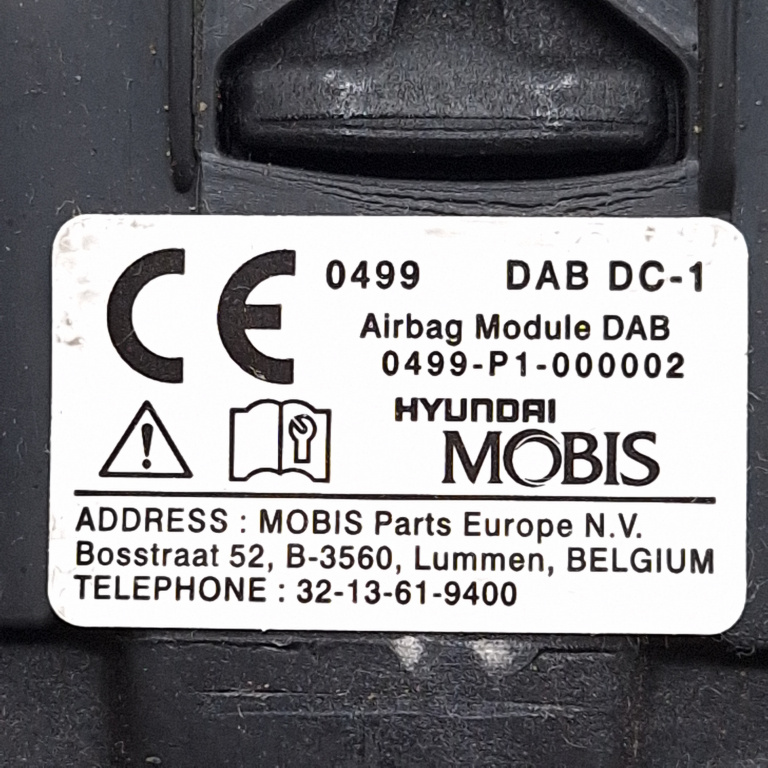 CE 0499 DAB DC-1
Airbag Module DAB
0499-P1-000002
HYUNDAI
MOBIS
ADDRESS : MOBIS Parts Europe N.V.
Bosstraat 52, B-3560, Lummen, BELGIUM
TELEPHONE : 32-13-61-9400